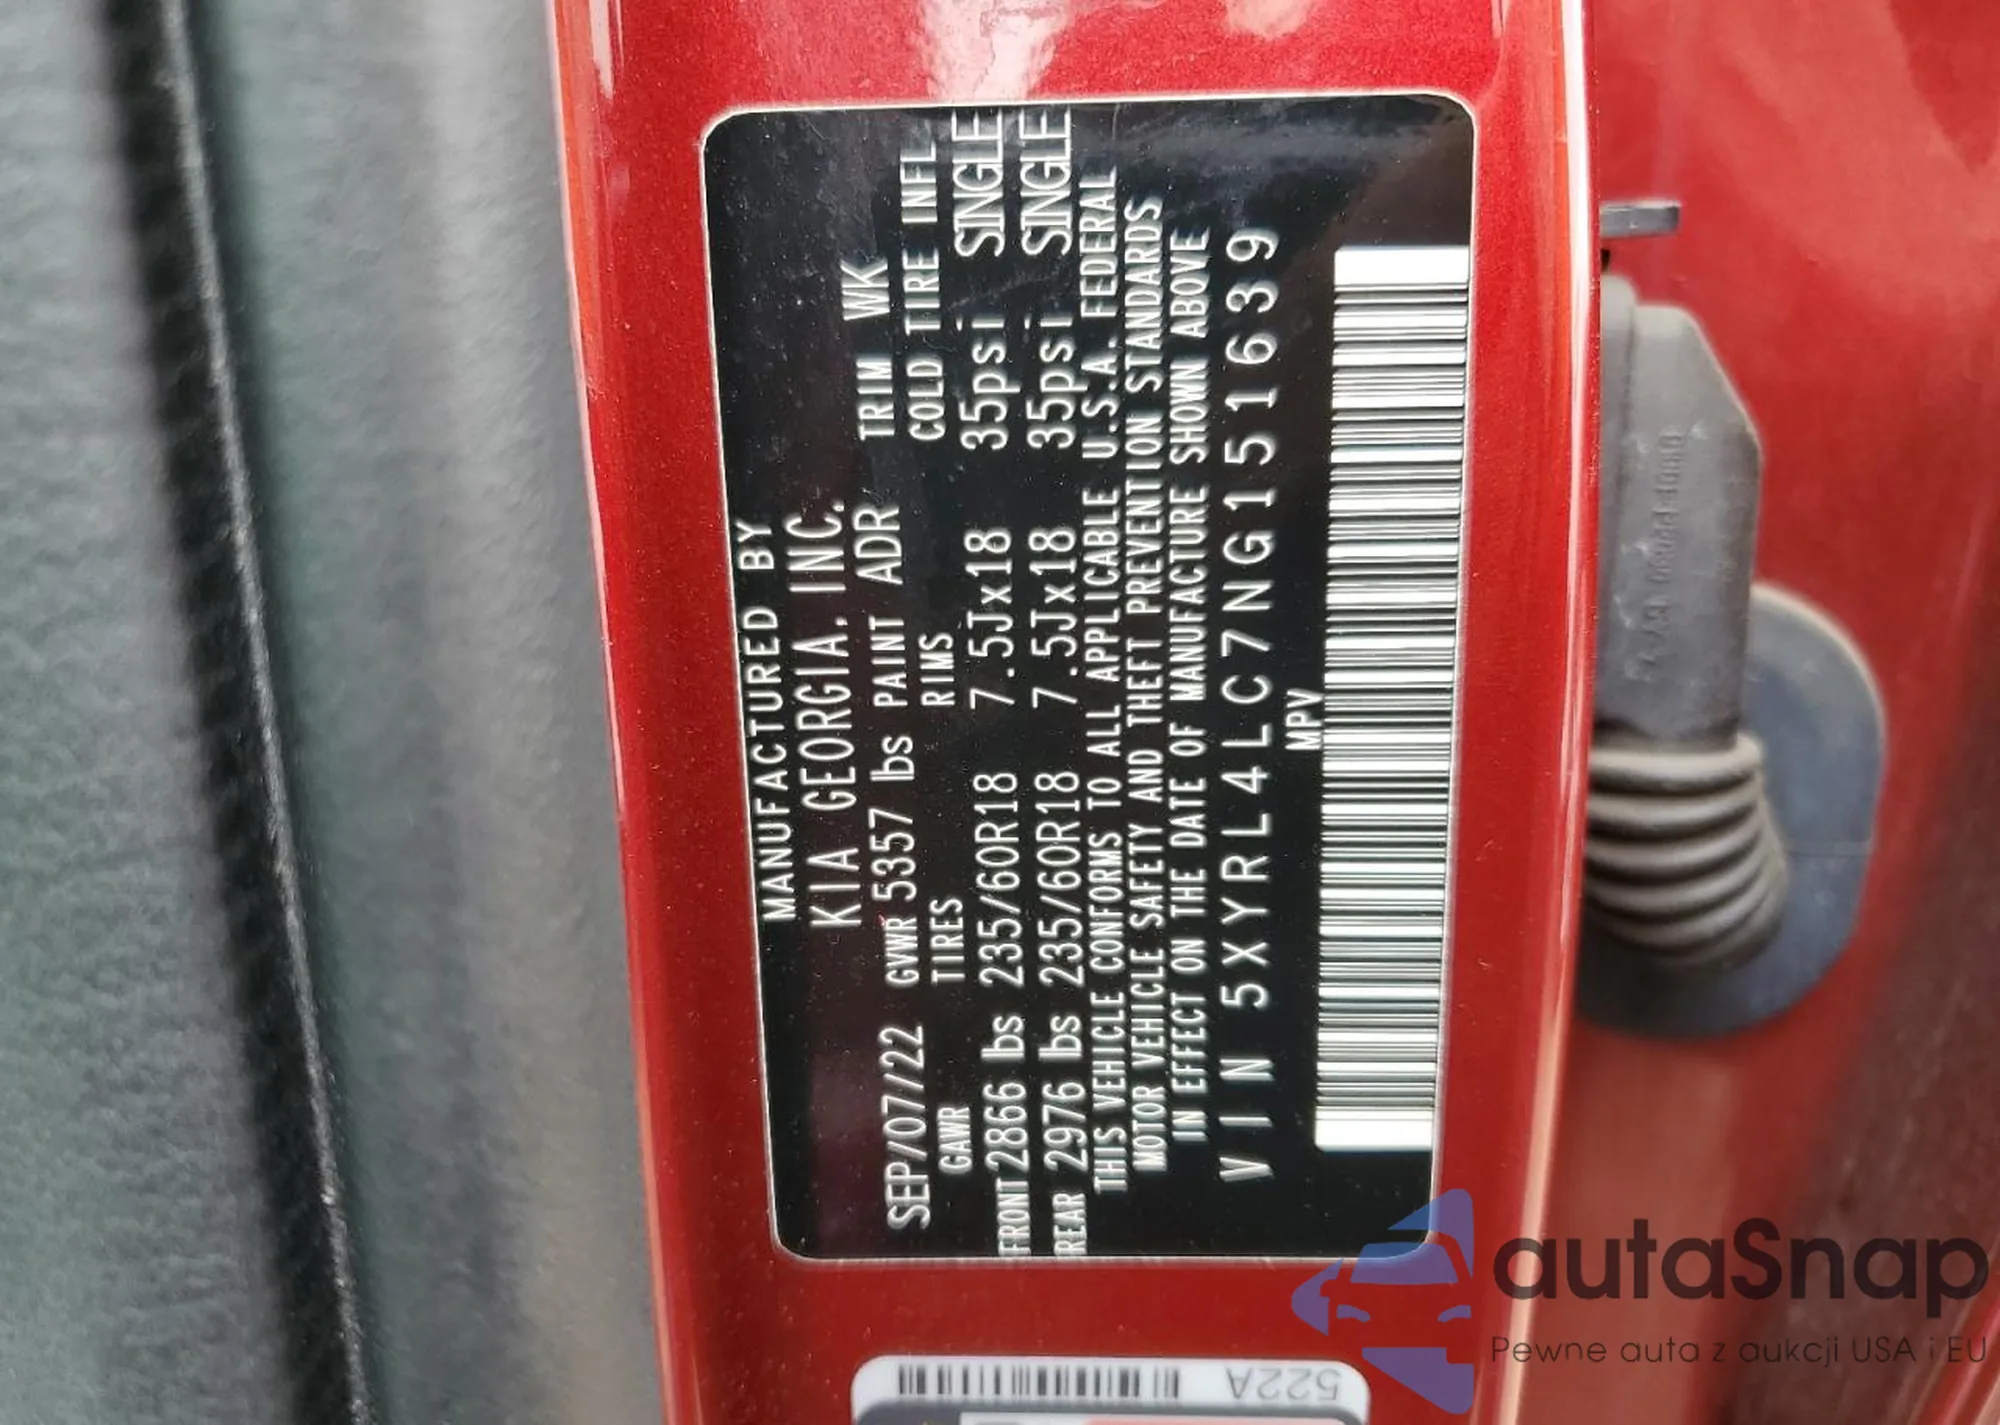 MANUFACTURED BY
KIA GEORGIA, INC.
SEP/07/22 GVWR 5357 lbs PAINT ADR TRIM WK
GAWR TIRES RIMS COLD TIRE INFL
FRONT 2866 lbs 235/60R18 7.5Jx18 35psi SINGLE
REAR 2976 lbs 235/60R18 7.5Jx18 35psi SINGLE
THIS VEHICLE CONFORMS TO ALL APPLICABLE U.S.A. FEDERAL
MOTOR VEHICLE SAFETY AND THEFT PREVENTION STANDARDS
IN EFFECT ON THE DATE OF MANUFACTURE SHOWN ABOVE
VIN 5XYRL4LC7NG151639
MPV
522A
autaSnap
Pewne auta z aukcji USA i EU